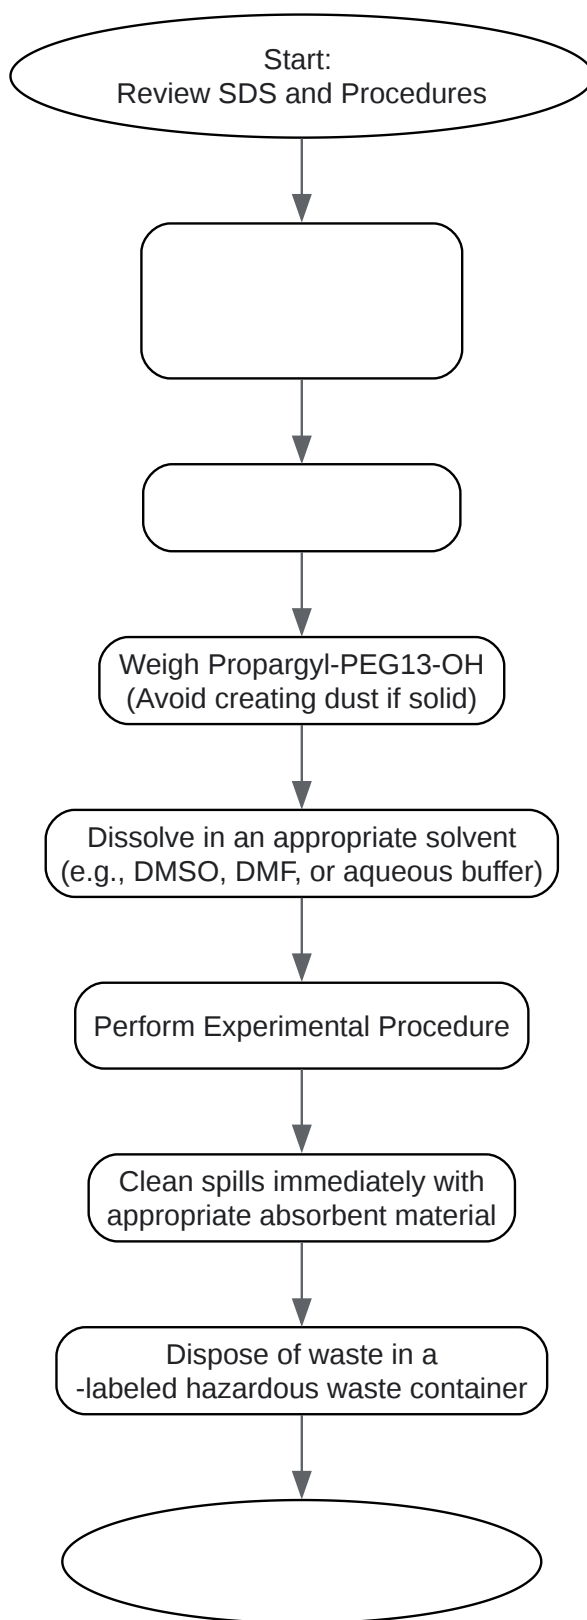 Start:
Review SDS and Procedures
Weigh Propargyl-PEG13-OH
(Avoid creating dust if solid)
Dissolve in an appropriate solvent
(e.g., DMSO, DMF, or aqueous buffer)
Perform Experimental Procedure
Clean spills immediately with
appropriate absorbent material
Dispose of waste in a
-labeled hazardous waste container